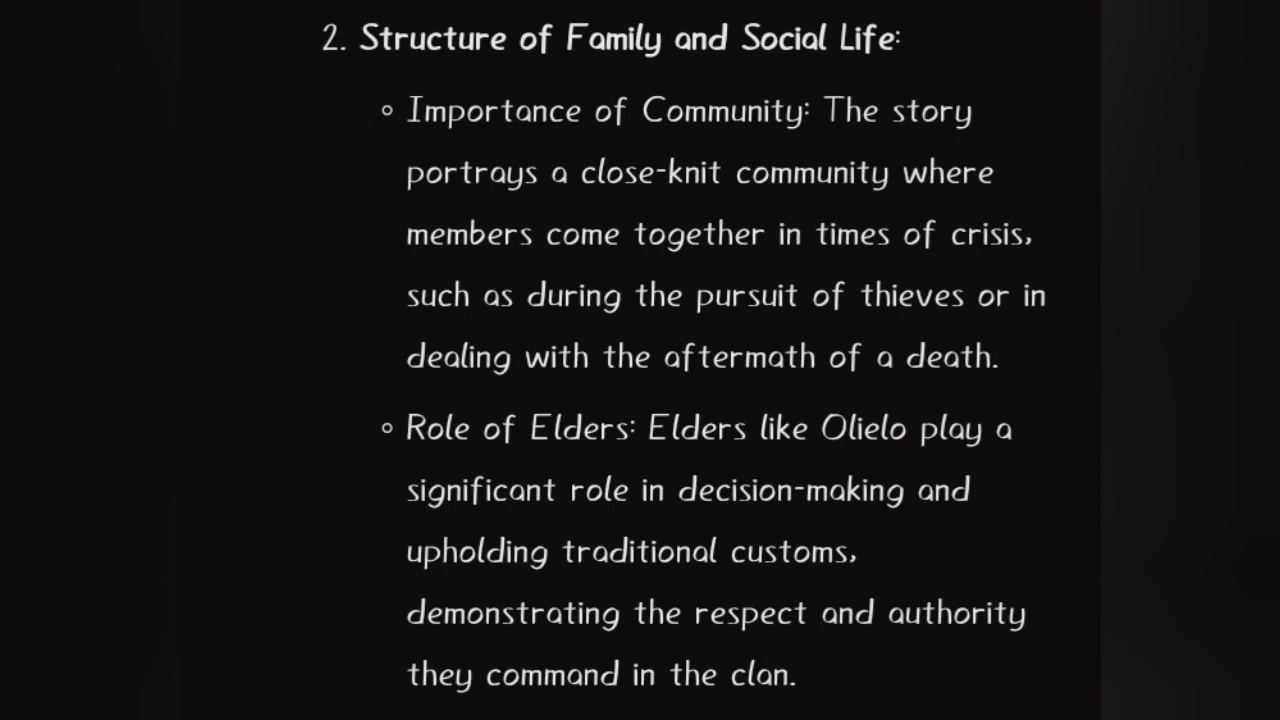 2. Structure of Family and Social Life:
◦ Importance of Community: The story
portrays a close-knit community where
members come together in times of crisis,
such as during the pursuit of thieves or in
dealing with the aftermath of a death.
◦ Role of Elders: Elders like Olielo play a
significant role in decision-making and
upholding traditional customs,
demonstrating the respect and authority
they command in the clan.